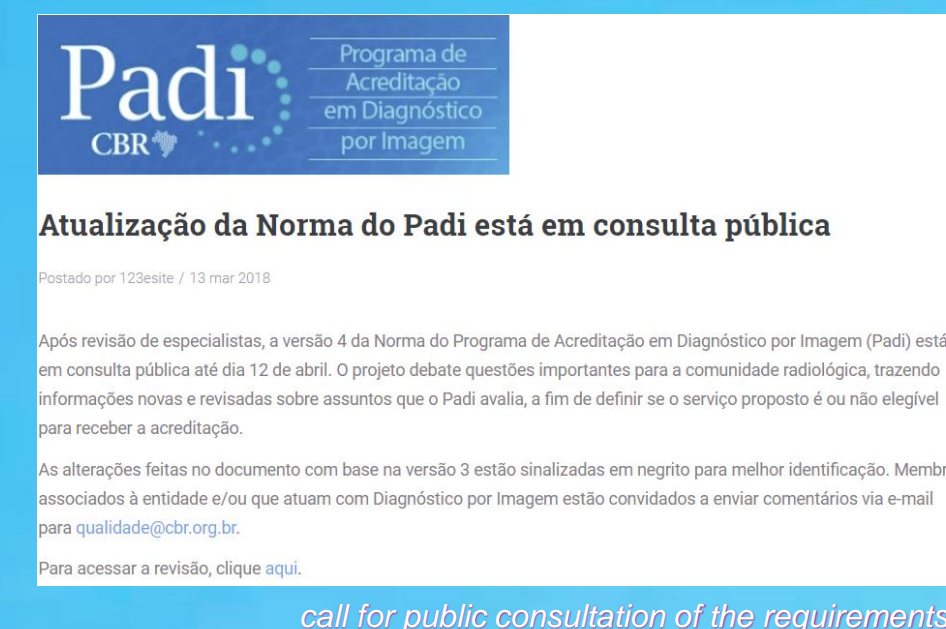 Padi
CBR
Programa de
Acreditação
em Diagnóstico
por Imagem
Atualização da Norma do Padi está em consulta pública
Postado por 123esite / 13 mar 2018
Após revisão de especialistas, a versão 4 da Norma do Programa de Acreditação em Diagnóstico por Imagem (Padi) está
em consulta pública até dia 12 de abril. O projeto debate questões importantes para a comunidade radiológica, trazendo
informações novas e revisadas sobre assuntos que o Padi avalia, a fim de definir se o serviço proposto é ou não elegível
para receber a acreditação.
As alterações feitas no documento com base na versão 3 estão sinalizadas em negrito para melhor identificação. Membr
associados à entidade e/ou que atuam com Diagnóstico por Imagem estão convidados a enviar comentários via e-mail
para qualidade@cbr.org.br.
Para acessar a revisão, clique aqui.
call for public consultation of the requirements